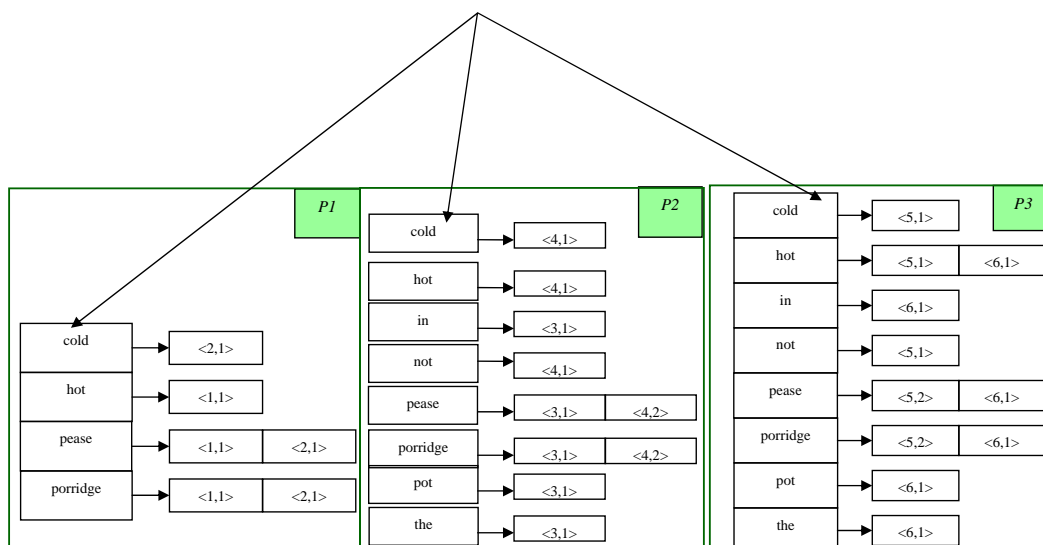 P1
cold <2,1>
hot <1,1>
pease <1,1> <2,1>
porridge <1,1> <2,1>
P2
cold <4,1>
hot <4,1>
in <3,1>
not <4,1>
pease <3,1> <4,2>
porridge <3,1> <4,2>
pot <3,1>
the <3,1>
P3
cold <5,1>
hot <5,1> <6,1>
in <6,1>
not <5,1>
pease <5,2> <6,1>
porridge <5,2> <6,1>
pot <6,1>
the <6,1>